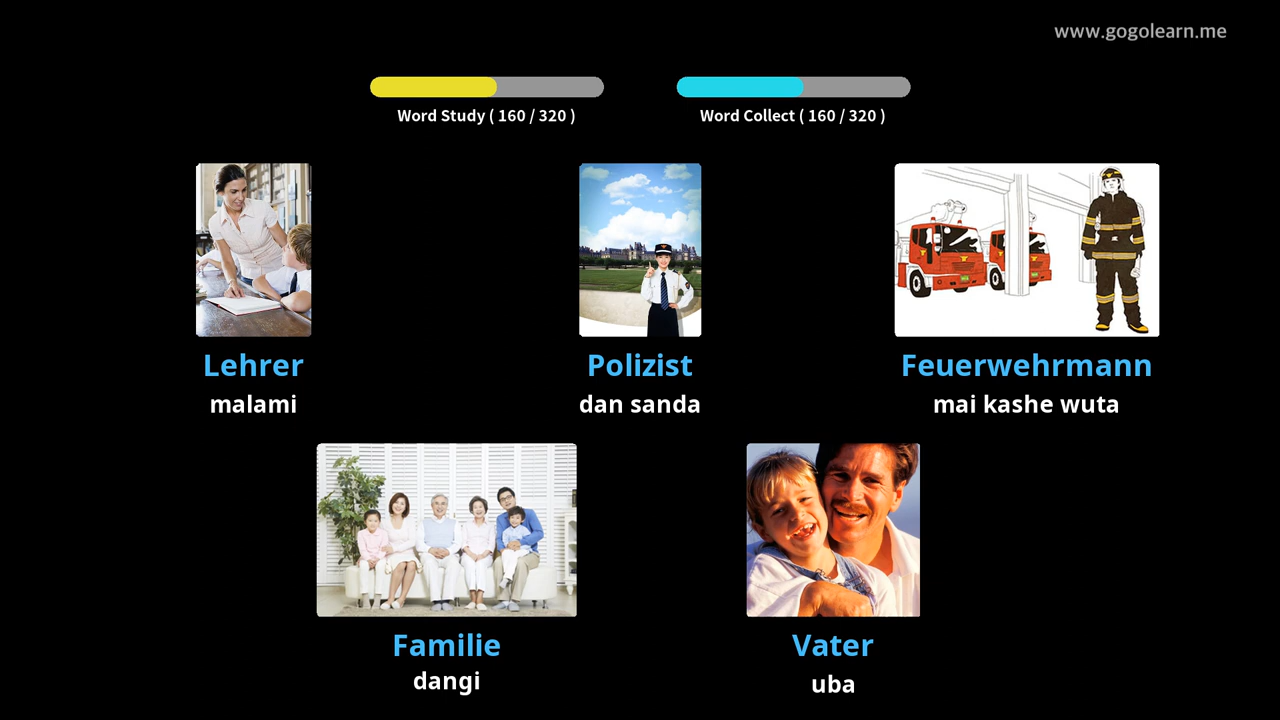 www.gogolearn.me
Word Study ( 160 / 320 )
Word Collect ( 160 / 320 )
Lehrer
malami
Polizist
dan sanda
Feuerwehrmann
mai kashe wuta
Familie
dangi
Vater
uba